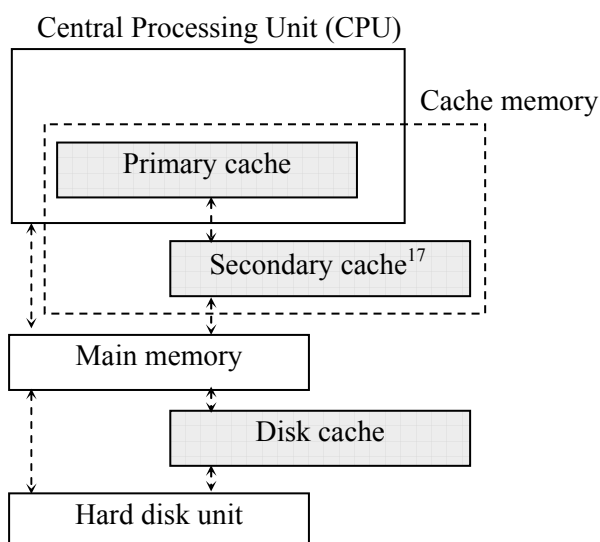 Central Processing Unit (CPU)
Cache memory
Primary cache
Secondary cache¹⁷
Main memory
Disk cache
Hard disk unit